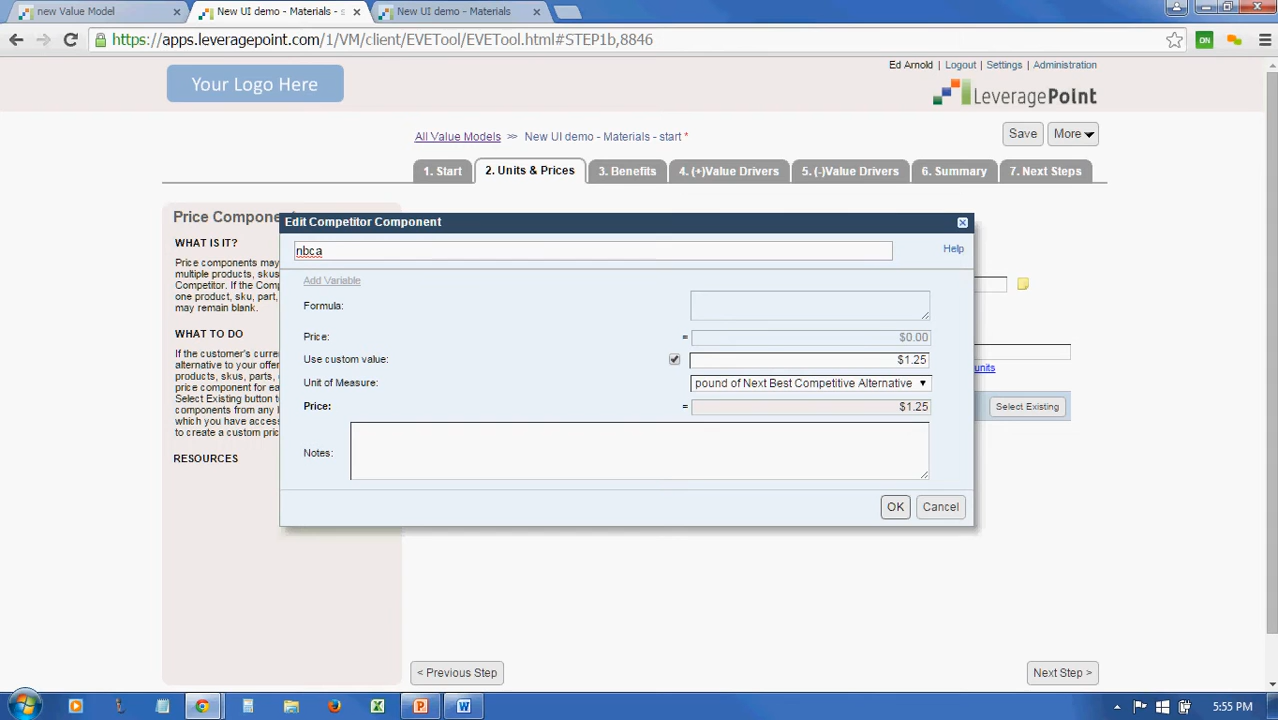 new Value Model
New UI demo - Materials - s
New UI demo - Materials
https://apps.leveragepoint.com/1/VM/client/EVETool/EVETool.html#STEP1b,8846
ON
Ed Arnold | Logout | Settings | Administration
Your Logo Here
LeveragePoint
All Value Models >> New UI demo - Materials - start *
Save
More
1. Start
2. Units & Prices
3. Benefits
4. (+)Value Drivers
5. (-)Value Drivers
6. Summary
7. Next Steps
Price Compone
WHAT IS IT?
Price components may
multiple products, skus
Competitor. If the Comp
one product, sku, part,
may remain blank.
WHAT TO DO
If the customer's curre
alternative to your offer
products, skus, parts,
price component for ea
Select Existing button t
components from any
which you have access
to create a custom pric
RESOURCES
Edit Competitor Component
nbca
Help
Add Variable
Formula:
Price:
=
$0.00
Use custom value:
$1.25
Unit of Measure:
pound of Next Best Competitive Alternative
Price:
=
$1.25
Notes:
OK
Cancel
units
Select Existing
< Previous Step
Next Step >
5:55 PM